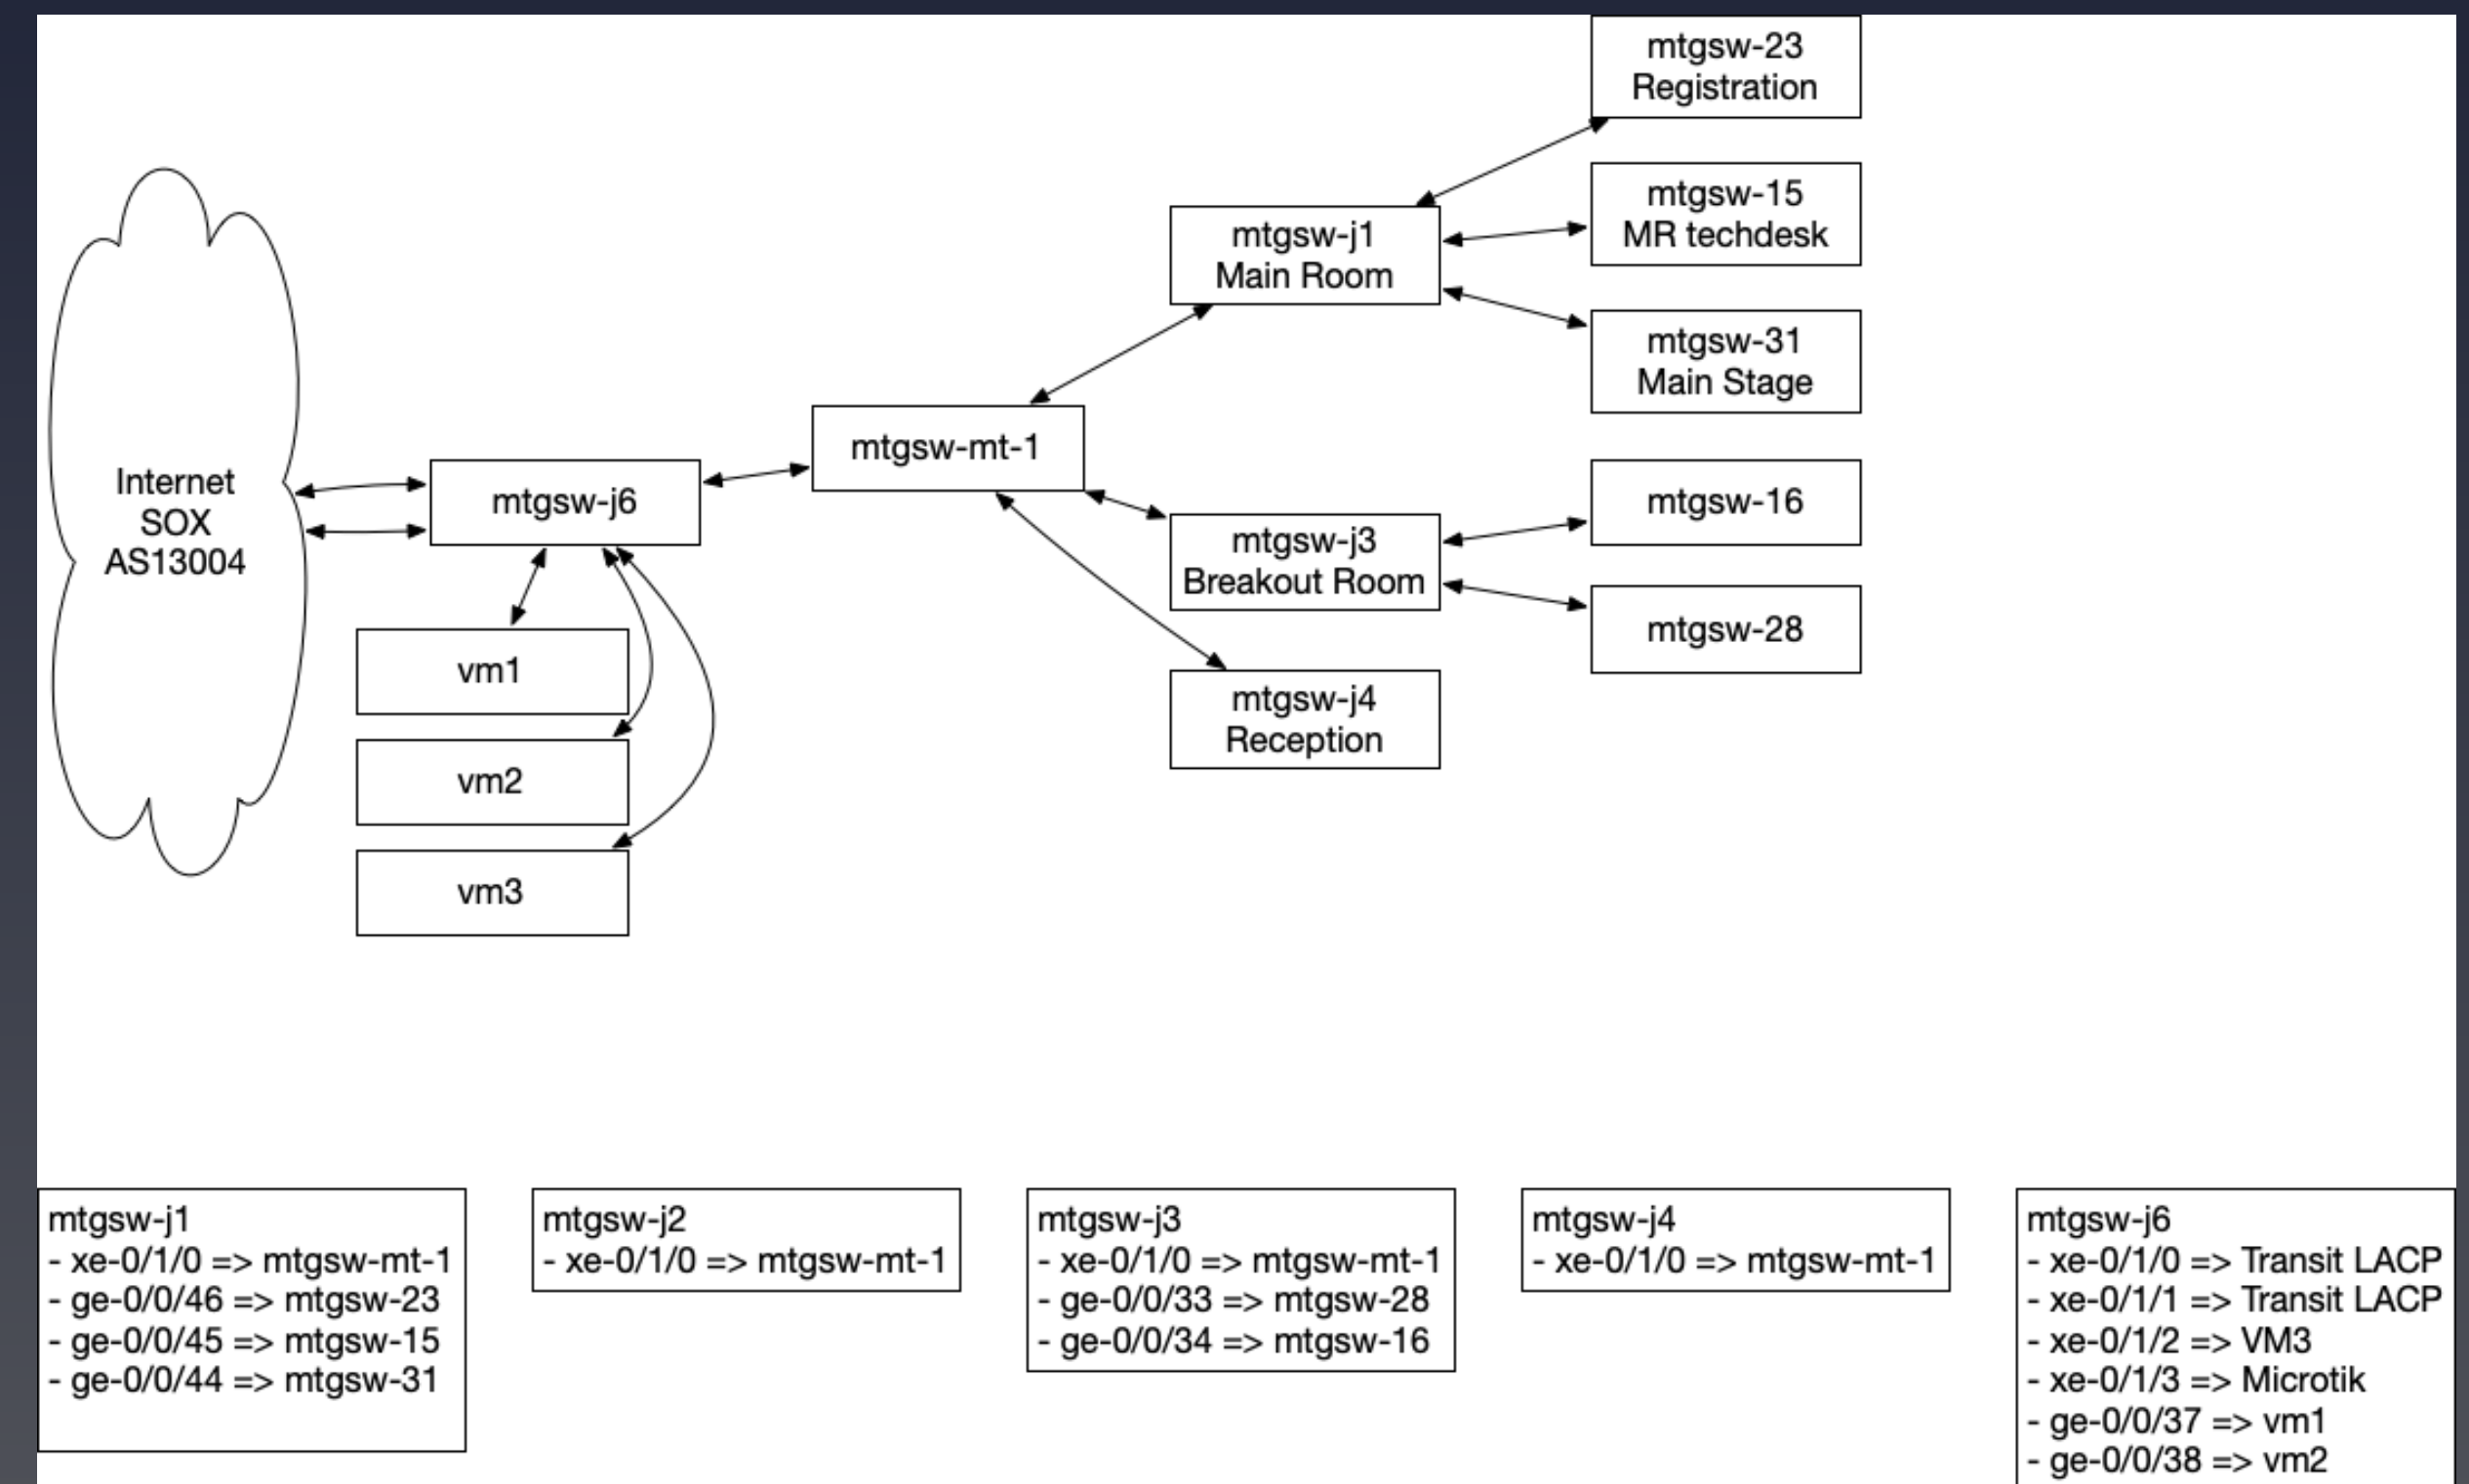 mtgsw-23
Registration
mtgsw-15
MR techdesk
mtgsw-j1
Main Room
mtgsw-31
Main Stage
mtgsw-mt-1
Internet
SOX
AS13004
mtgsw-j6
mtgsw-16
mtgsw-j3
Breakout Room
mtgsw-28
vm1
mtgsw-j4
Reception
vm2
vm3
mtgsw-j1
- xe-0/1/0 => mtgsw-mt-1
- ge-0/0/46 => mtgsw-23
- ge-0/0/45 => mtgsw-15
- ge-0/0/44 => mtgsw-31
mtgsw-j2
- xe-0/1/0 => mtgsw-mt-1
mtgsw-j3
- xe-0/1/0 => mtgsw-mt-1
- ge-0/0/33 => mtgsw-28
- ge-0/0/34 => mtgsw-16
mtgsw-j4
- xe-0/1/0 => mtgsw-mt-1
mtgsw-j6
- xe-0/1/0 => Transit LACP
- xe-0/1/1 => Transit LACP
- xe-0/1/2 => VM3
- xe-0/1/3 => Microtik
- ge-0/0/37 => vm1
- ge-0/0/38 => vm2